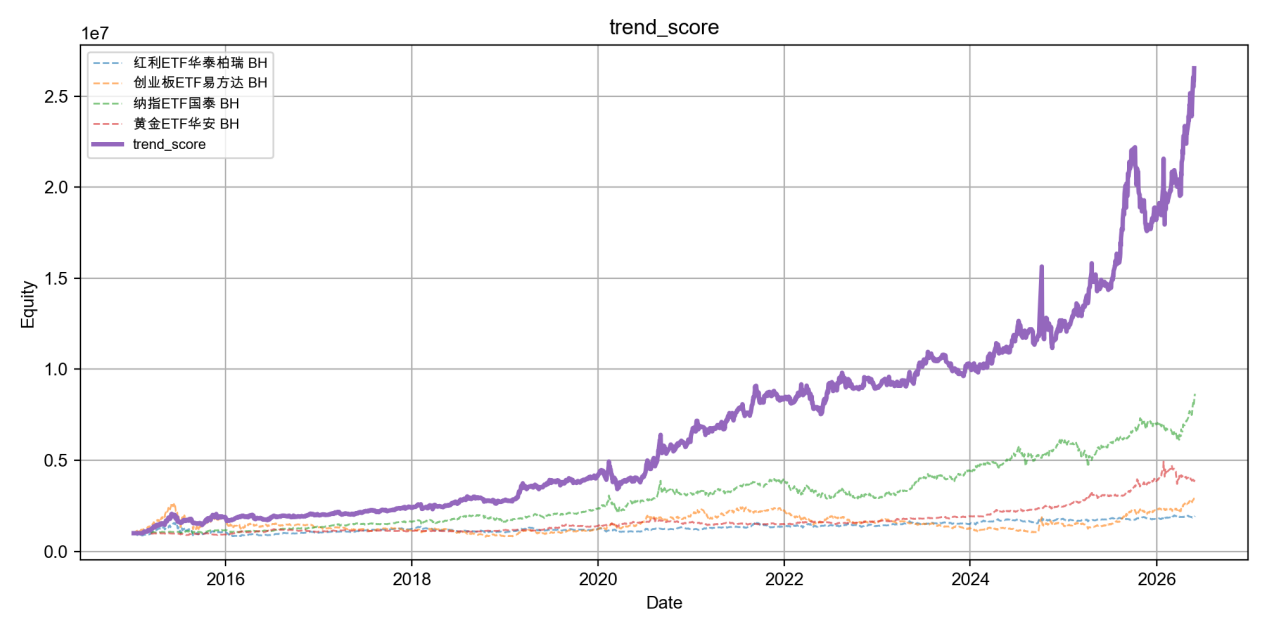 trend_score
1e7
红利ETF华泰柏瑞 BH
创业板ETF易方达 BH
纳指ETF国泰 BH
黄金ETF华安 BH
trend_score
2.5
2.0
1.5
1.0
0.5
0.0
Equity
2016
2018
2020
2022
2024
2026
Date